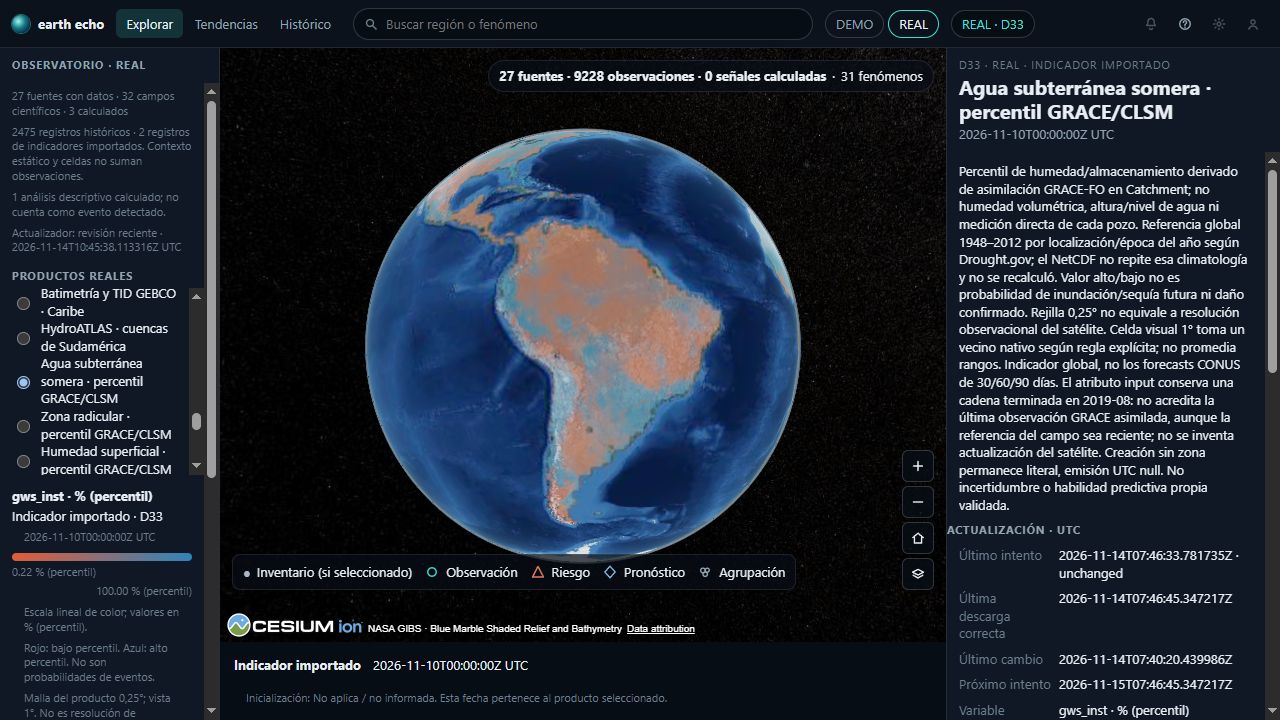 earth echo
Explorar
Tendencias
Histórico
Buscar región o fenómeno
DEMO
REAL
REAL · D33
OBSERVATORIO · REAL
27 fuentes con datos · 32 campos
científicos · 3 calculados
2475 registros históricos · 2 registros
de indicadores importados. Contexto
estático y celdas no suman
observaciones.
1 análisis descriptivo calculado; no
cuenta como evento detectado.
Actualizador: revisión reciente ·
2026-11-14T10:45:38.113316Z UTC
PRODUCTOS REALES
Batimetría y TID GEBCO
· Caribe
HydroATLAS · cuencas
de Sudamérica
Agua subterránea
somera · percentil
GRACE/CLSM
Zona radicular ·
percentil GRACE/CLSM
Humedad superficial ·
percentil GRACE/CLSM
gws_inst · % (percentil)
Indicador importado · D33
2026-11-10T00:00:00Z UTC
0.22 % (percentil)
100.00 % (percentil)
Escala lineal de color; valores en
% (percentil).
Rojo: bajo percentil. Azul: alto
percentil. No son
probabilidades de eventos.
Malla del producto 0,25°; vista
1°. No es resolución de
27 fuentes · 9228 observaciones · 0 señales calculadas · 31 fenómenos
Inventario (si seleccionado)
Observación
Riesgo
Pronóstico
Agrupación
CESIUM ion
NASA GIBS · Blue Marble Shaded Relief and Bathymetry Data attribution
Indicador importado 2026-11-10T00:00:00Z UTC
Inicialización: No aplica / no informada. Esta fecha pertenece al producto seleccionado.
D33 · REAL · INDICADOR IMPORTADO
Agua subterránea somera ·
percentil GRACE/CLSM
2026-11-10T00:00:00Z UTC
Percentil de humedad/almacenamiento derivado
de asimilación GRACE-FO en Catchment; no
humedad volumétrica, altura/nivel de agua ni
medición directa de cada pozo. Referencia global
1948–2012 por localización/época del año según
Drought.gov; el NetCDF no repite esa climatología
y no se recalculó. Valor alto/bajo no es
probabilidad de inundación/sequía futura ni daño
confirmado. Rejilla 0,25° no equivale a resolución
observacional del satélite. Celda visual 1° toma un
vecino nativo según regla explícita; no promedia
rangos. Indicador global, no los forecasts CONUS
de 30/60/90 días. El atributo input conserva una
cadena terminada en 2019-08: no acredita la
última observación GRACE asimilada, aunque la
referencia del campo sea reciente; no se inventa
actualización del satélite. Creación sin zona
permanece literal, emisión UTC null. No
incertidumbre o habilidad predictiva propia
validada.
ACTUALIZACIÓN · UTC
Último intento 2026-11-14T07:46:33.781735Z ·
unchanged
Última
descarga
correcta
2026-11-14T07:46:45.347217Z
Último cambio 2026-11-14T07:40:20.439986Z
Próximo intento 2026-11-15T07:46:45.347217Z
Variable gws_inst · % (percentil)